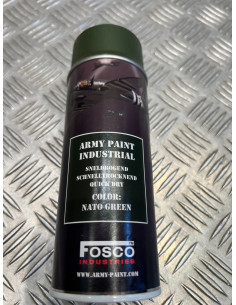 ARMY PAINT
INDUSTRIAL
SNELDROGEND
SCHNELLTROCKNEND
QUICK DRY
COLOR:
NATO-GREEN
FOSCO
INDUSTRIES
WWW.ARMY-PAINT.COM